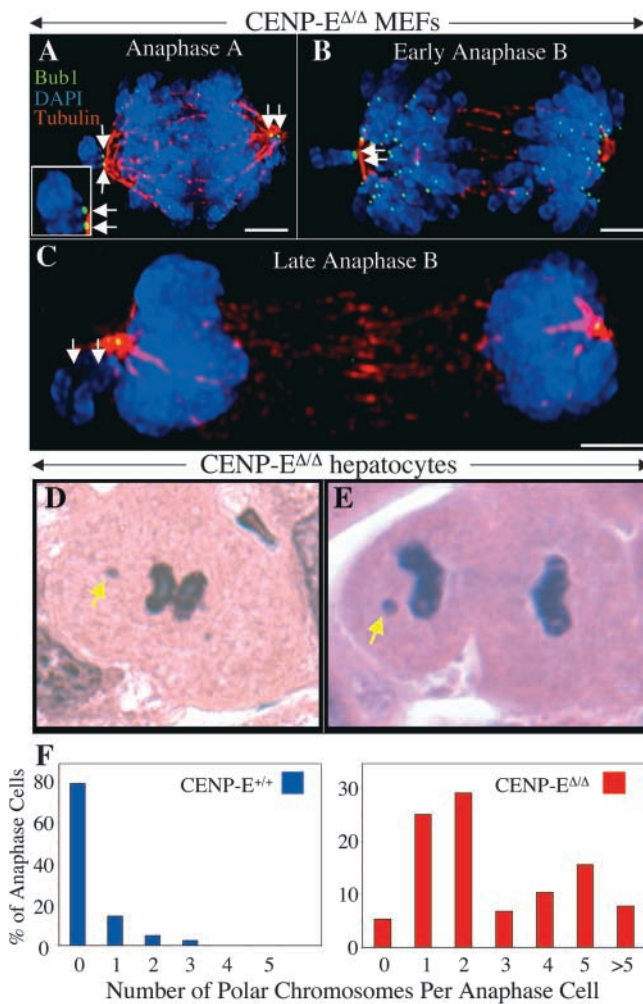 CENP-E^Δ/Δ MEFs
A Anaphase A
Bub1
DAPI
Tubulin
B Early Anaphase B
C Late Anaphase B
CENP-E^Δ/Δ hepatocytes
D
E
F
% of Anaphase Cells
80
60
40
20
0
CENP-E^+/+
0 1 2 3 4 5
30
20
10
0
CENP-E^Δ/Δ
0 1 2 3 4 5 >5
Number of Polar Chromosomes Per Anaphase Cell